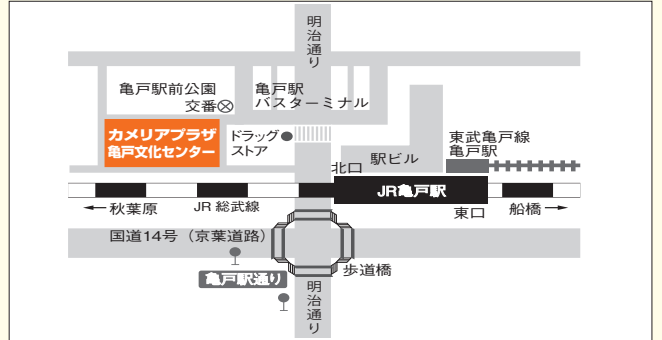 明治通り
亀戸駅前公園
交番
亀戸駅
バスターミナル
カメリアプラザ
亀戸文化センター
ドラッグ
ストア
東武亀戸線
亀戸駅
駅ビル
北口
JR亀戸駅
← 秋葉原
JR 総武線
東口
船橋 →
国道14号（京葉道路）
歩道橋
亀戸駅通り
明治通り